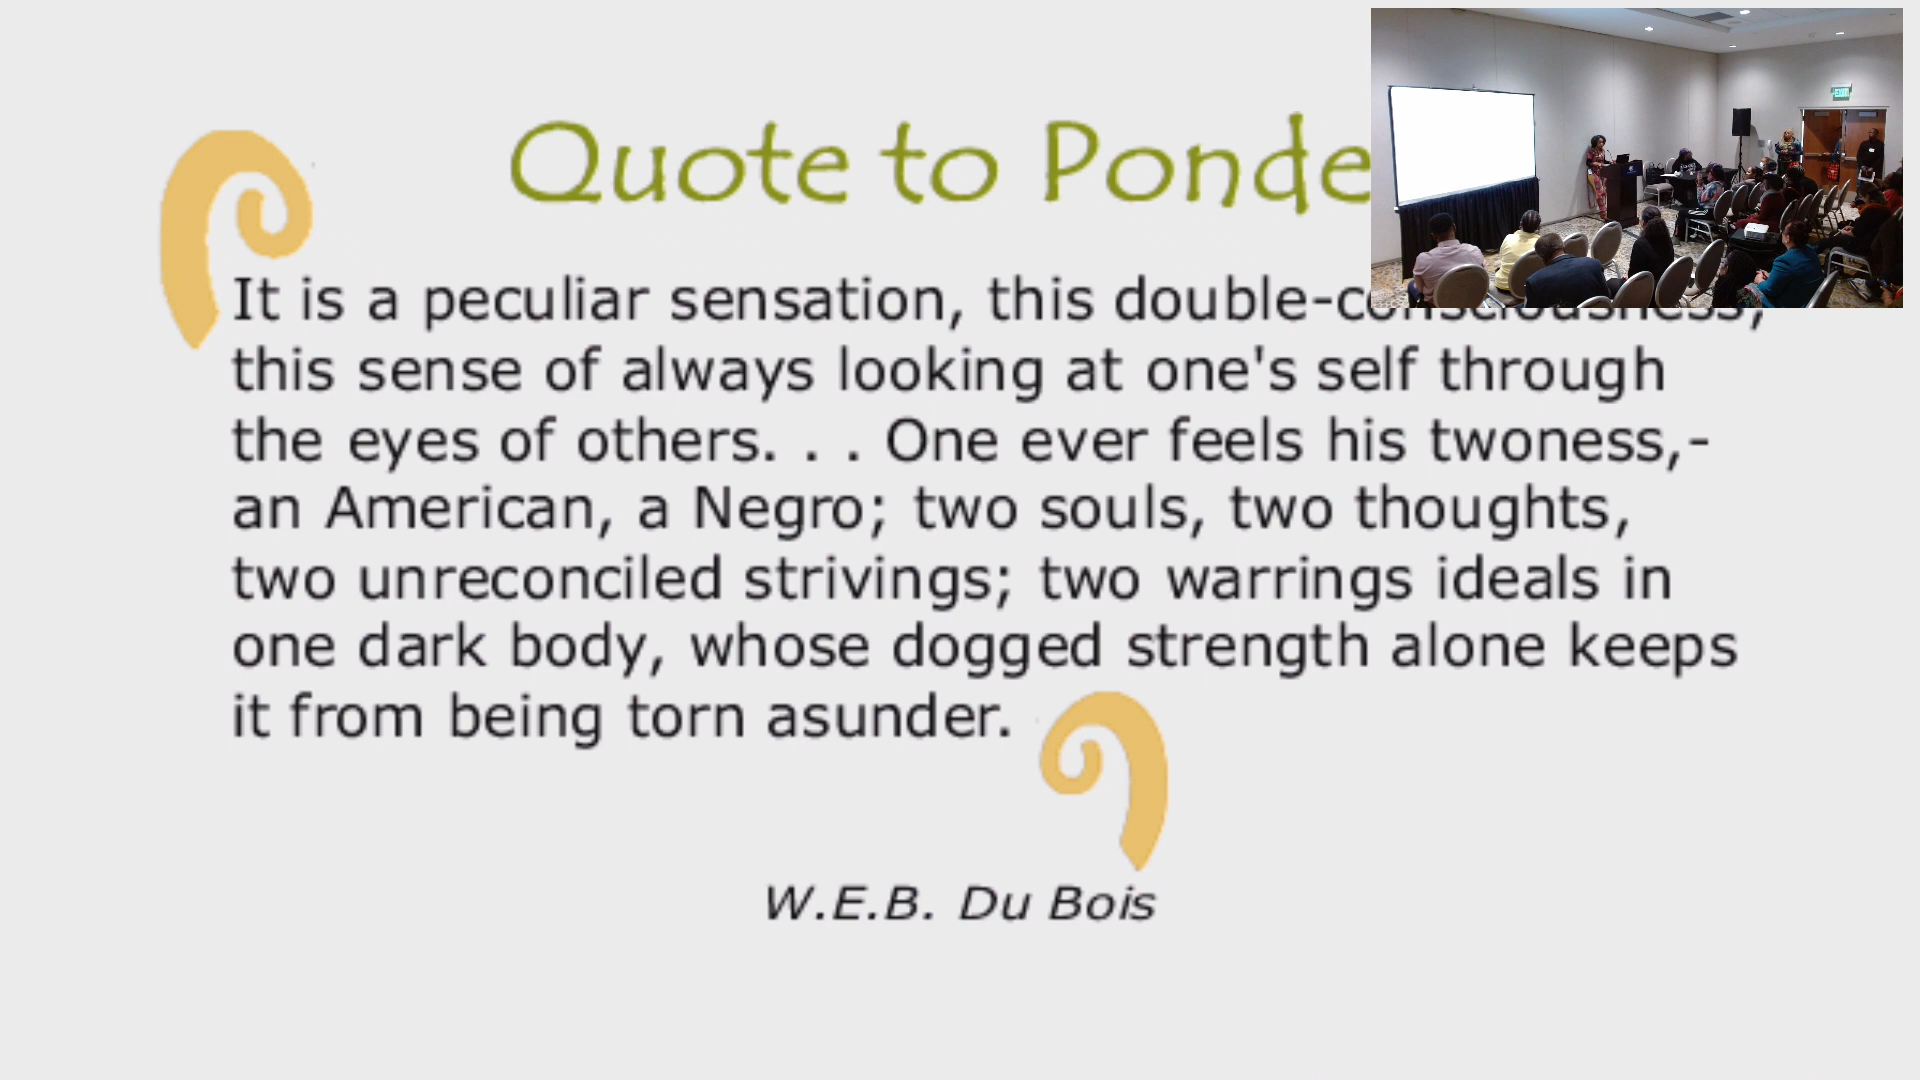 Quote to Ponde
It is a peculiar sensation, this double-consciousness,
this sense of always looking at one's self through
the eyes of others. . . One ever feels his twoness,-
an American, a Negro; two souls, two thoughts,
two unreconciled strivings; two warrings ideals in
one dark body, whose dogged strength alone keeps
it from being torn asunder.
W.E.B. Du Bois
EXIT